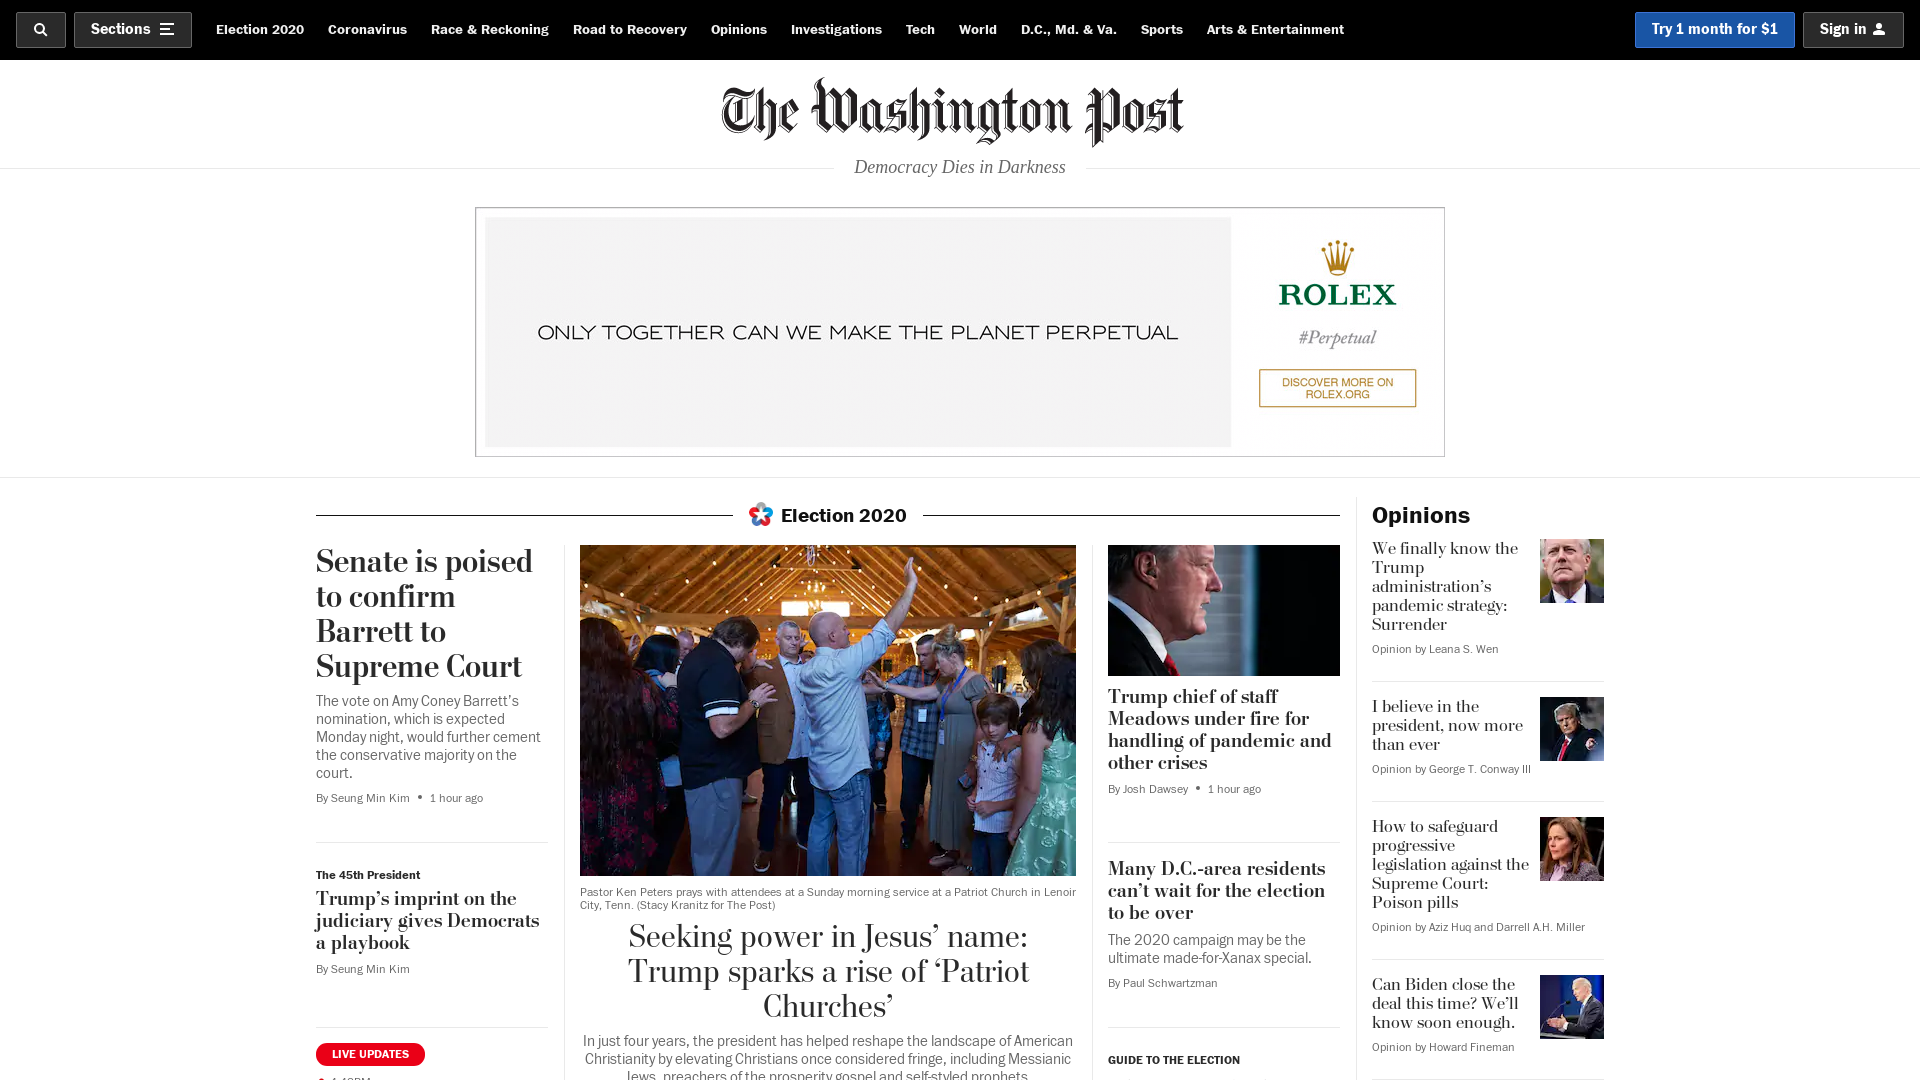 Sections
Election 2020
Coronavirus
Race & Reckoning
Road to Recovery
Opinions
Investigations
Tech
World
D.C., Md. & Va.
Sports
Arts & Entertainment
Try 1 month for $1
Sign in
The Washington Post
Democracy Dies in Darkness
ONLY TOGETHER CAN WE MAKE THE PLANET PERPETUAL
ROLEX
#Perpetual
DISCOVER MORE ON
ROLEX.ORG
Election 2020
Senate is poised
to confirm
Barrett to
Supreme Court
The vote on Amy Coney Barrett’s
nomination, which is expected
Monday night, would further cement
the conservative majority on the
court.
By Seung Min Kim • 1 hour ago
The 45th President
Trump’s imprint on the
judiciary gives Democrats
a playbook
By Seung Min Kim
LIVE UPDATES
Pastor Ken Peters prays with attendees at a Sunday morning service at a Patriot Church in Lenoir
City, Tenn. (Stacy Kranitz for The Post)
Seeking power in Jesus’ name:
Trump sparks a rise of ‘Patriot
Churches’
In just four years, the president has helped reshape the landscape of American
Christianity by elevating Christians once considered fringe, including Messianic
Jews, preachers of the prosperity gospel and self-styled prophets.
Trump chief of staff
Meadows under fire for
handling of pandemic and
other crises
By Josh Dawsey • 1 hour ago
Many D.C.-area residents
can’t wait for the election
to be over
The 2020 campaign may be the
ultimate made-for-Xanax special.
By Paul Schwartzman
GUIDE TO THE ELECTION
Opinions
We finally know the
Trump
administration’s
pandemic strategy:
Surrender
Opinion by Leana S. Wen
I believe in the
president, now more
than ever
Opinion by George T. Conway III
How to safeguard
progressive
legislation against the
Supreme Court:
Poison pills
Opinion by Aziz Huq and Darrell A.H. Miller
Can Biden close the
deal this time? We’ll
know soon enough.
Opinion by Howard Fineman